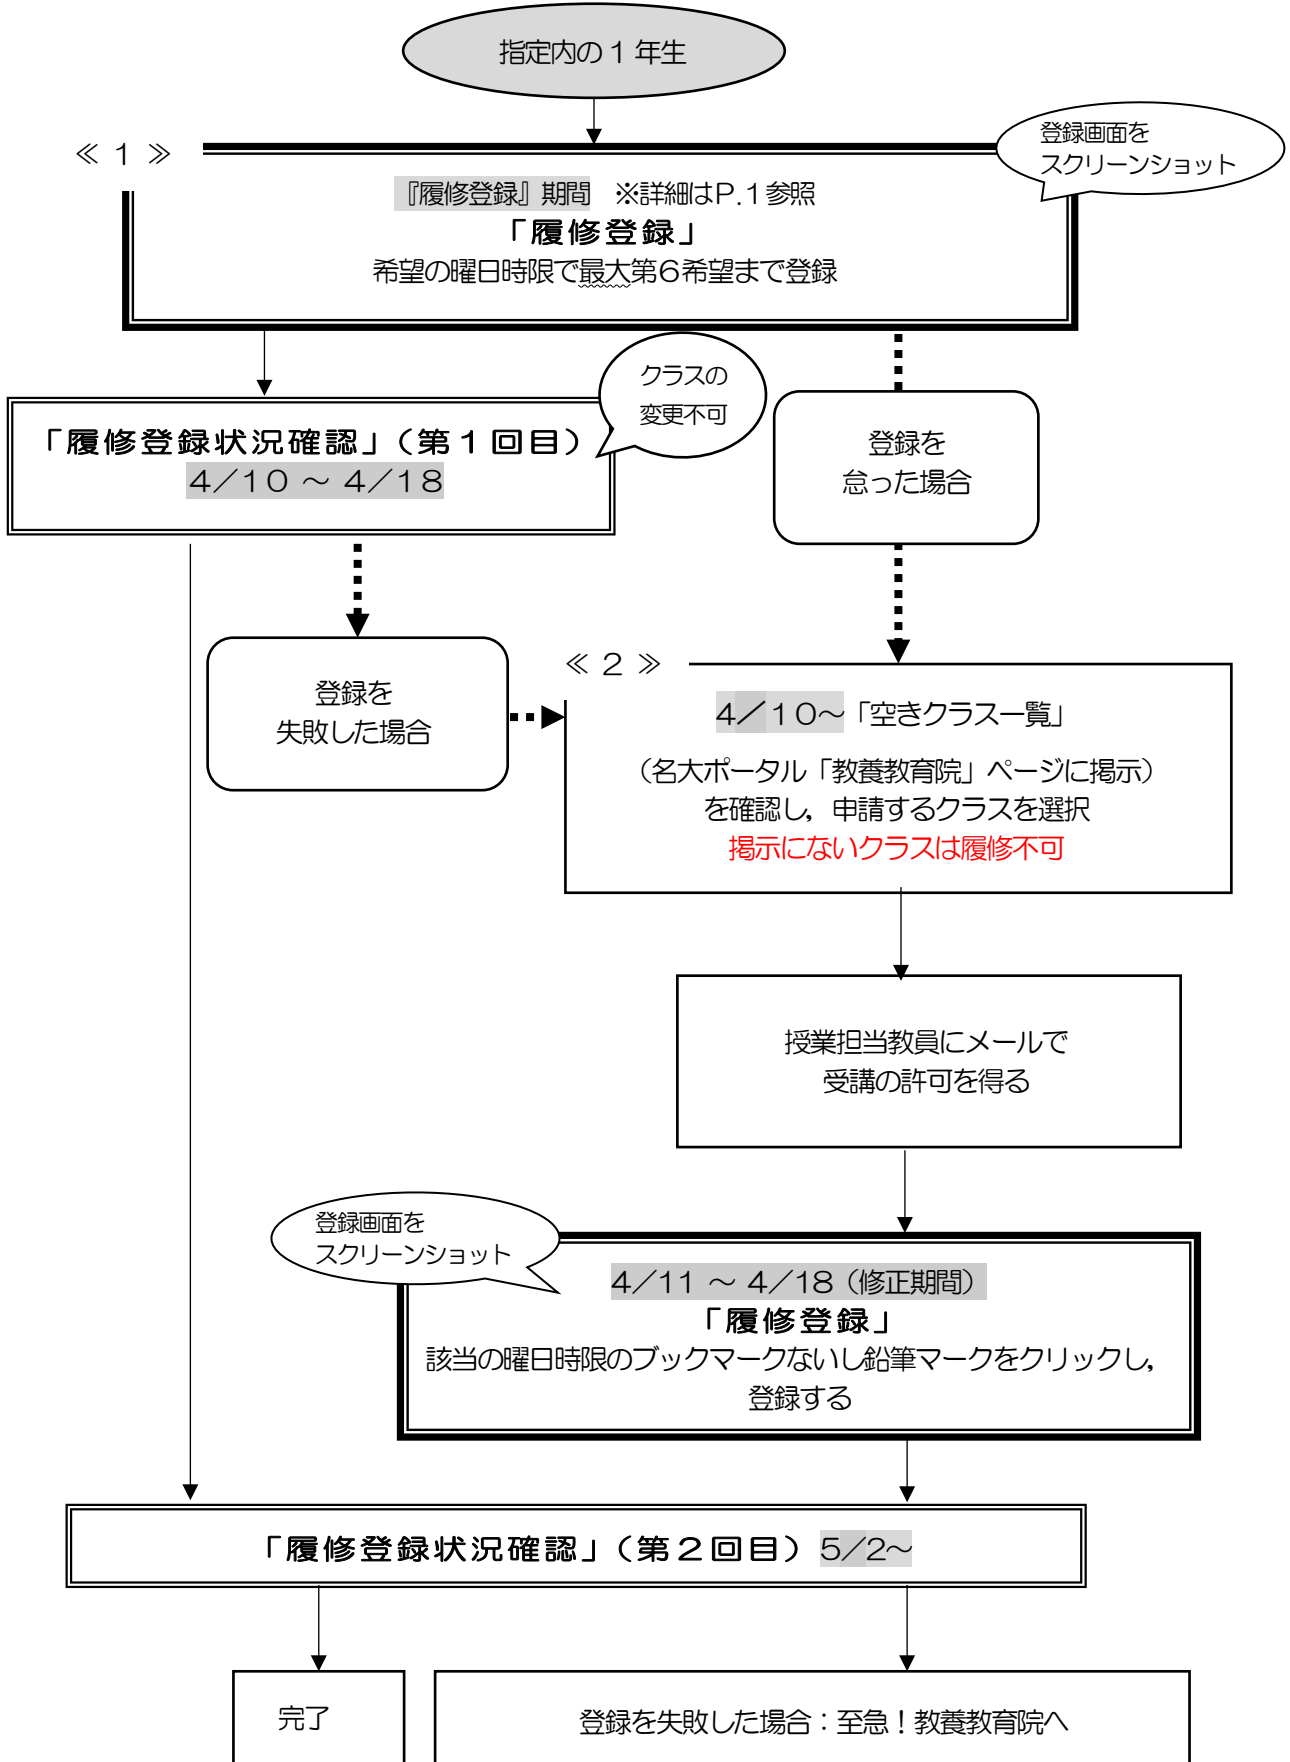 指定内の1年生
≪ 1 ≫
登録画面を
スクリーンショット
『履修登録』期間　※詳細はP.1参照
「履修登録」
希望の曜日時限で最大第6希望まで登録
クラスの
変更不可
「履修登録状況確認」(第1回目)
4/10 ～ 4/18
登録を
怠った場合
登録を
失敗した場合
≪ 2 ≫
4/10～「空きクラス一覧」
(名大ポータル「教養教育院」ページに掲示)
を確認し，申請するクラスを選択
掲示にないクラスは履修不可
授業担当教員にメールで
受講の許可を得る
登録画面を
スクリーンショット
4/11 ～ 4/18(修正期間)
「履修登録」
該当の曜日時限のブックマークないし鉛筆マークをクリックし，
登録する
「履修登録状況確認」(第2回目) 5/2～
完了
登録を失敗した場合：至急！教養教育院へ